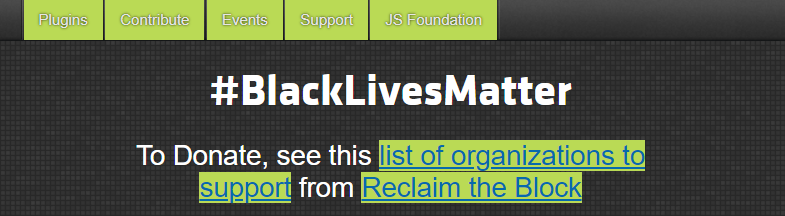 Plugins Contribute Events Support JS Foundation
#BlackLivesMatter
To Donate, see this list of organizations to
support from Reclaim the Block